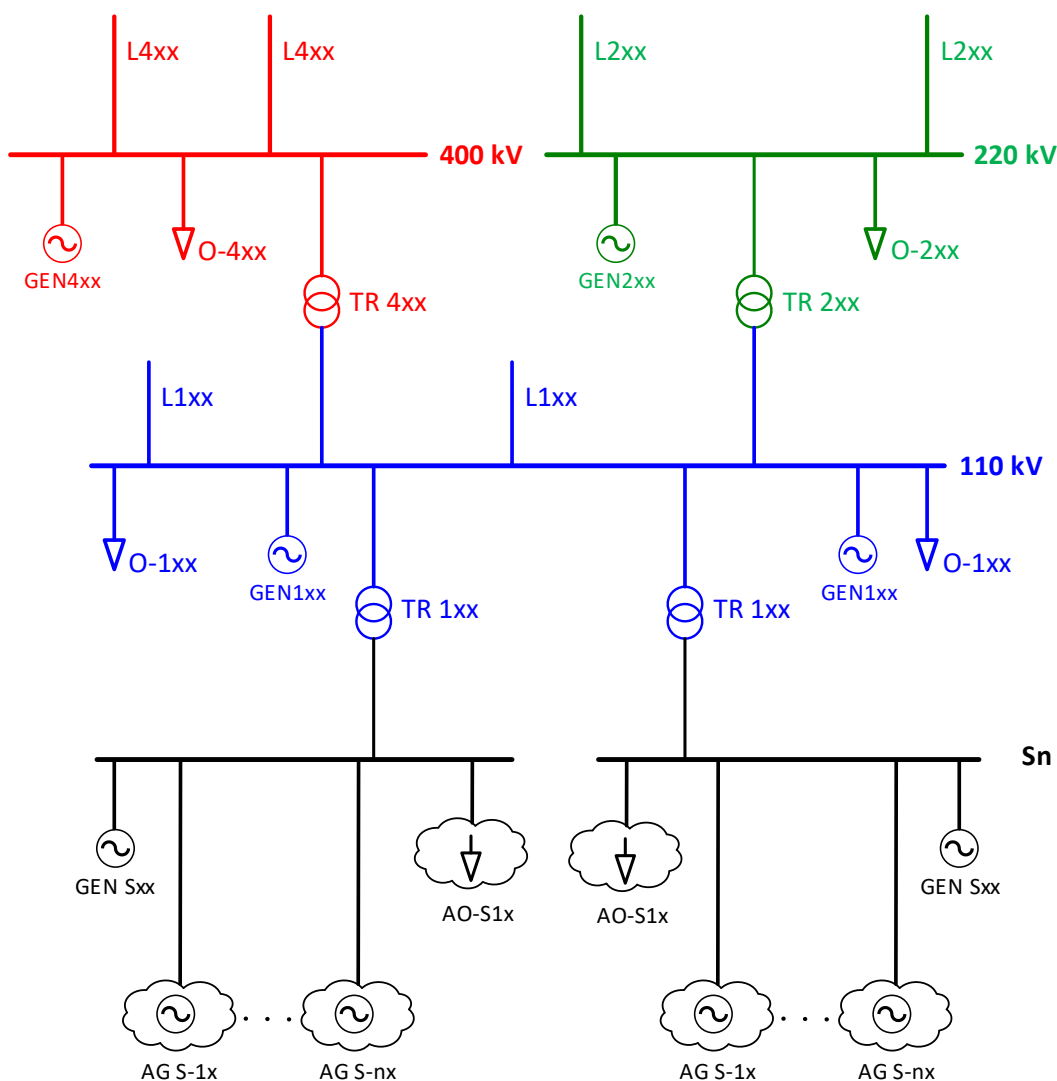 L4xx
L4xx
L2xx
L2xx
400 kV
220 kV
O-4xx
O-2xx
GEN4xx
GEN2xx
TR 4xx
TR 2xx
L1xx
L1xx
110 kV
O-1xx
O-1xx
GEN1xx
GEN1xx
TR 1xx
TR 1xx
Sn
GEN Sxx
GEN Sxx
AO-S1x
AO-S1x
. . .
. . .
AG S-1x
AG S-nx
AG S-1x
AG S-nx